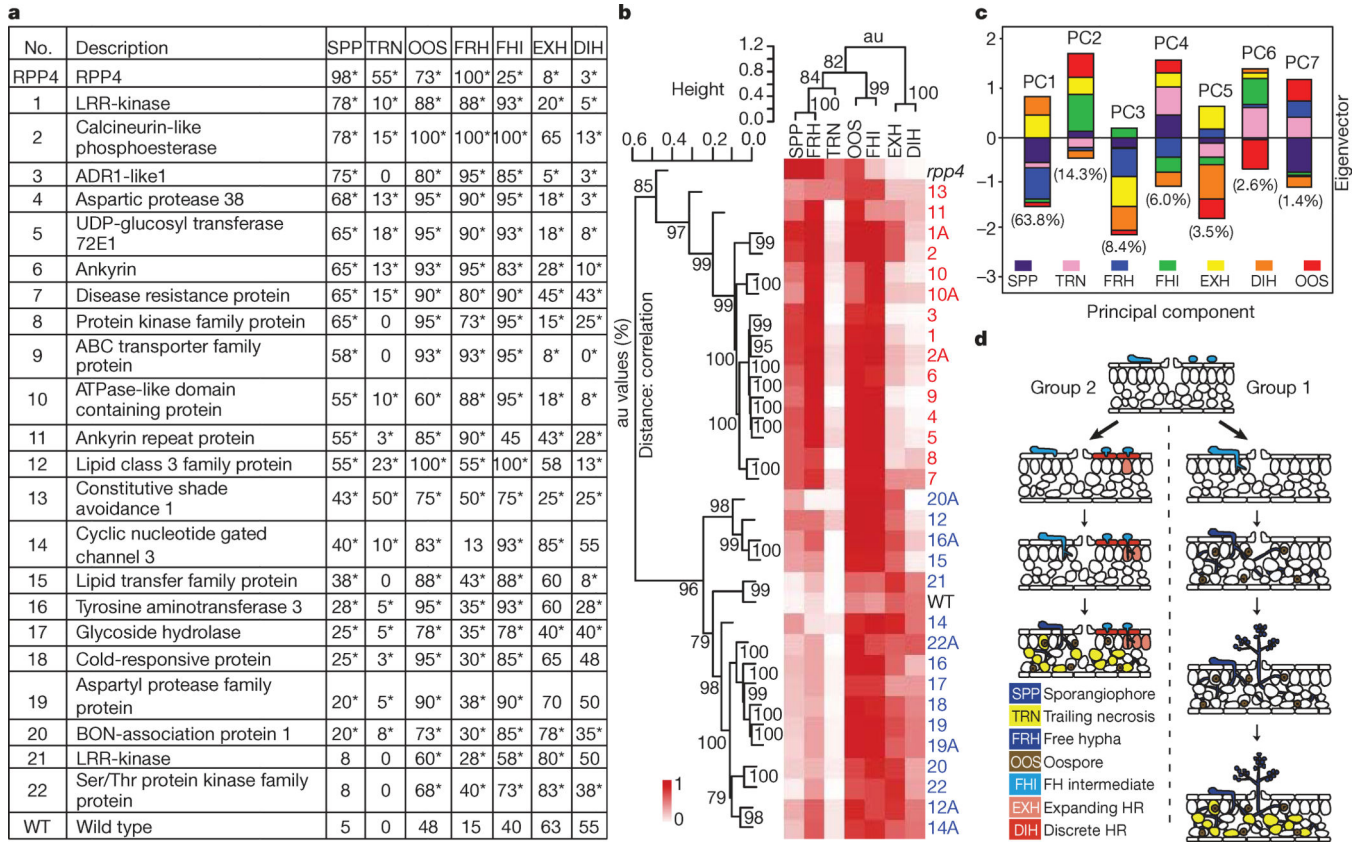 a
No. Description SPP TRN OOS FRH FHI EXH DIH
RPP4 RPP4 98* 55* 73* 100* 25* 8* 3*
1 LRR-kinase 78* 10* 88* 88* 93* 20* 5*
2 Calcineurin-like
phosphoesterase 78* 15* 100* 100* 100* 65 13*
3 ADR1-like1 75* 0 80* 95* 85* 5* 3*
4 Aspartic protease 38 68* 13* 95* 90* 93* 18* 3*
5 UDP-glucosyl transferase
72E1 65* 18* 95* 90* 93* 18* 8*
6 Ankyrin 65* 13* 93* 95* 83* 28* 10*
7 Disease resistance protein 65* 15* 90* 80* 90* 45* 43*
8 Protein kinase family protein 65* 0 95* 73* 95* 15* 25*
9 ABC transporter family
protein 58* 0 93* 93* 95* 8* 0*
10 ATPase-like domain
containing protein 55* 10* 60* 88* 95* 18* 8*
11 Ankyrin repeat protein 55* 3* 85* 90* 45 43* 28*
12 Lipid class 3 family protein 55* 23* 100* 55* 100* 58 13*
13 Constitutive shade
avoidance 1 43* 50* 75* 50* 75* 25* 25*
14 Cyclic nucleotide gated
channel 3 40* 10* 83* 13 93* 85* 55
15 Lipid transfer family protein 38* 0 88* 43* 88* 60 8*
16 Tyrosine aminotransferase 3 28* 5* 95* 35* 93* 60 28*
17 Glycoside hydrolase 25* 5* 78* 35* 78* 40* 40*
18 Cold-responsive protein 25* 3* 95* 30* 85* 65 48
19 Aspartyl protease family
protein 20* 5* 90* 38* 90* 70 50
20 BON-association protein 1 20* 8* 73* 30* 85* 78* 35*
21 LRR-kinase 8 0 60* 28* 58* 80* 50
22 Ser/Thr protein kinase family
protein 8 0 68* 40* 73* 83* 38*
WT Wild type 5 0 48 15 40 63 55
b
au
Height
1.2
0.8
0.4
0.0
82
84
100
99
100
0.6 0.4 0.2 0.0
SPP FRH TRN OOS FHI EXH DIH
au values (%)
Distance: correlation
85
97
99
99
100
99
100
99
95
100
100
100
100
100
98
99
100
96
99
79
98
100
99
100
100
100
79
98
rpp4
13
11
1A
2
10
10A
3
1
2A
6
9
4
5
8
7
20A
12
16A
15
21
WT
14
22A
16
17
18
19
19A
20
22
12A
14A
1
0
c
2
1
0
−1
−2
−3
PC1
PC2
PC3
PC4
PC5
PC6
PC7
(63.8%)
(14.3%)
(8.4%)
(6.0%)
(3.5%)
(2.6%)
(1.4%)
Eigenvector
SPP TRN FRH FHI EXH DIH OOS
Principal component
d
Group 2 Group 1
SPP Sporangiophore
TRN Trailing necrosis
FRH Free hypha
OOS Oospore
FHI FH intermediate
EXH Expanding HR
DIH Discrete HR